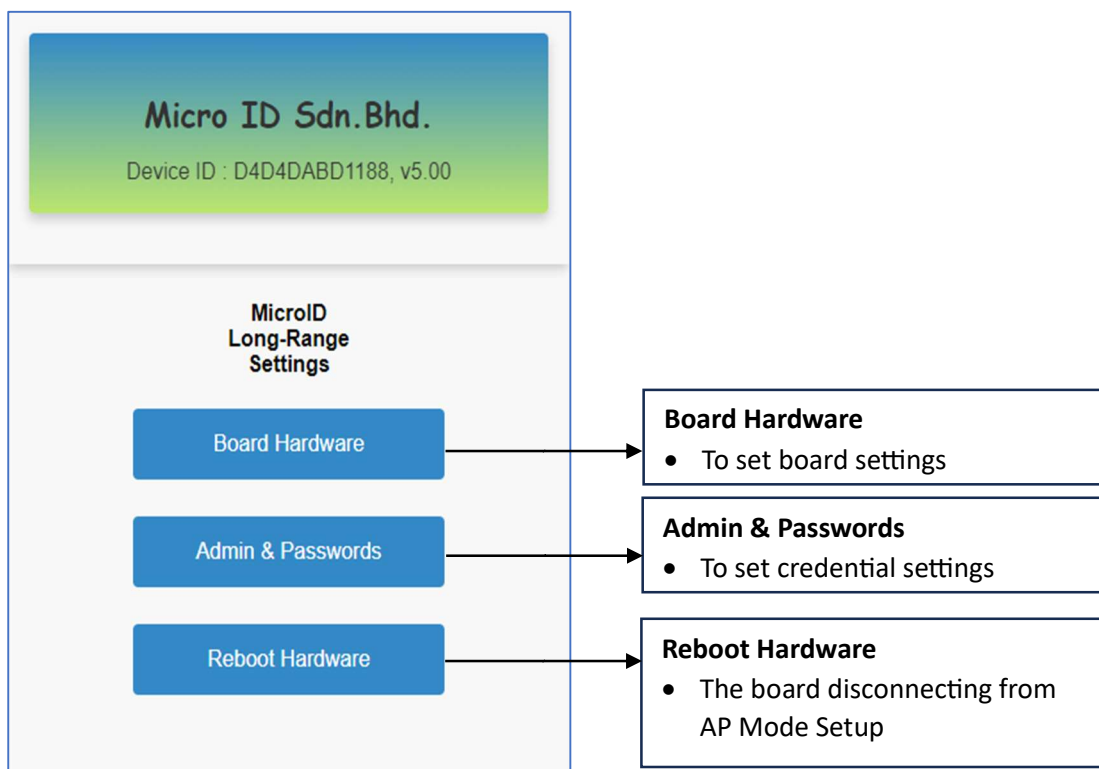 Micro ID Sdn.Bhd.
Device ID : D4D4DABD1188, v5.00
MicroID
Long-Range
Settings
Board Hardware
Admin & Passwords
Reboot Hardware
Board Hardware
• To set board settings
Admin & Passwords
• To set credential settings
Reboot Hardware
• The board disconnecting from
AP Mode Setup